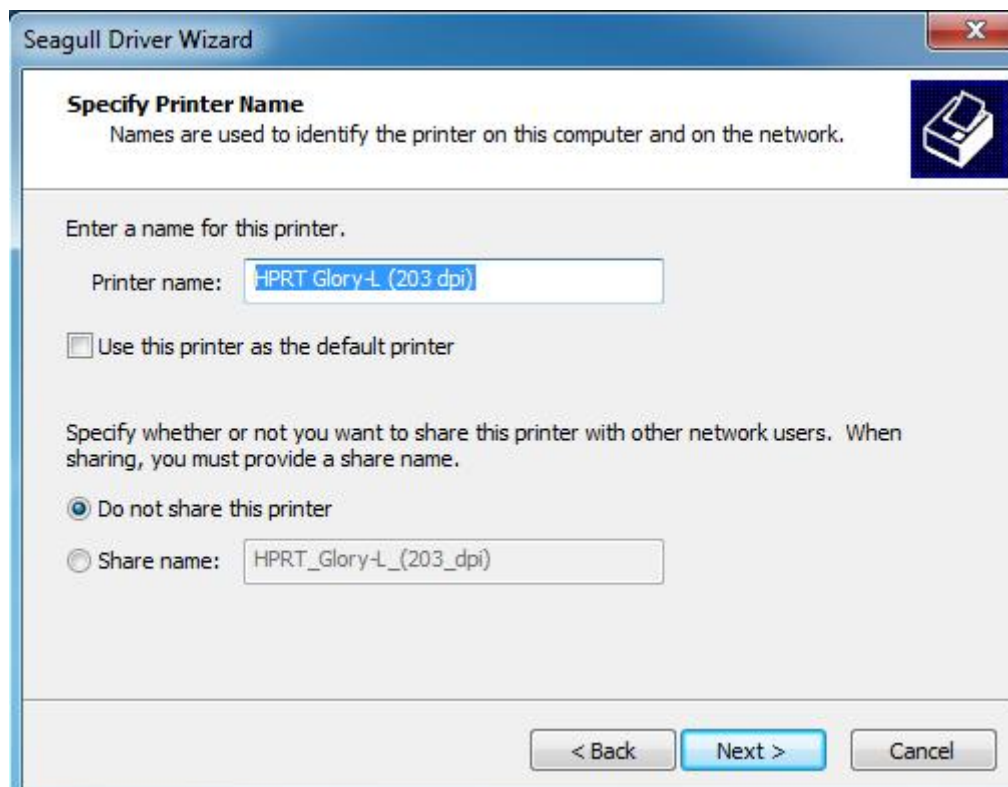 Seagull Driver Wizard
Specify Printer Name
Names are used to identify the printer on this computer and on the network.
Enter a name for this printer.
Printer name: HPRT Glory-L (203 dpi)
Use this printer as the default printer
Specify whether or not you want to share this printer with other network users. When
sharing, you must provide a share name.
Do not share this printer
Share name: HPRT_Glory-L_(203_dpi)
< Back Next > Cancel